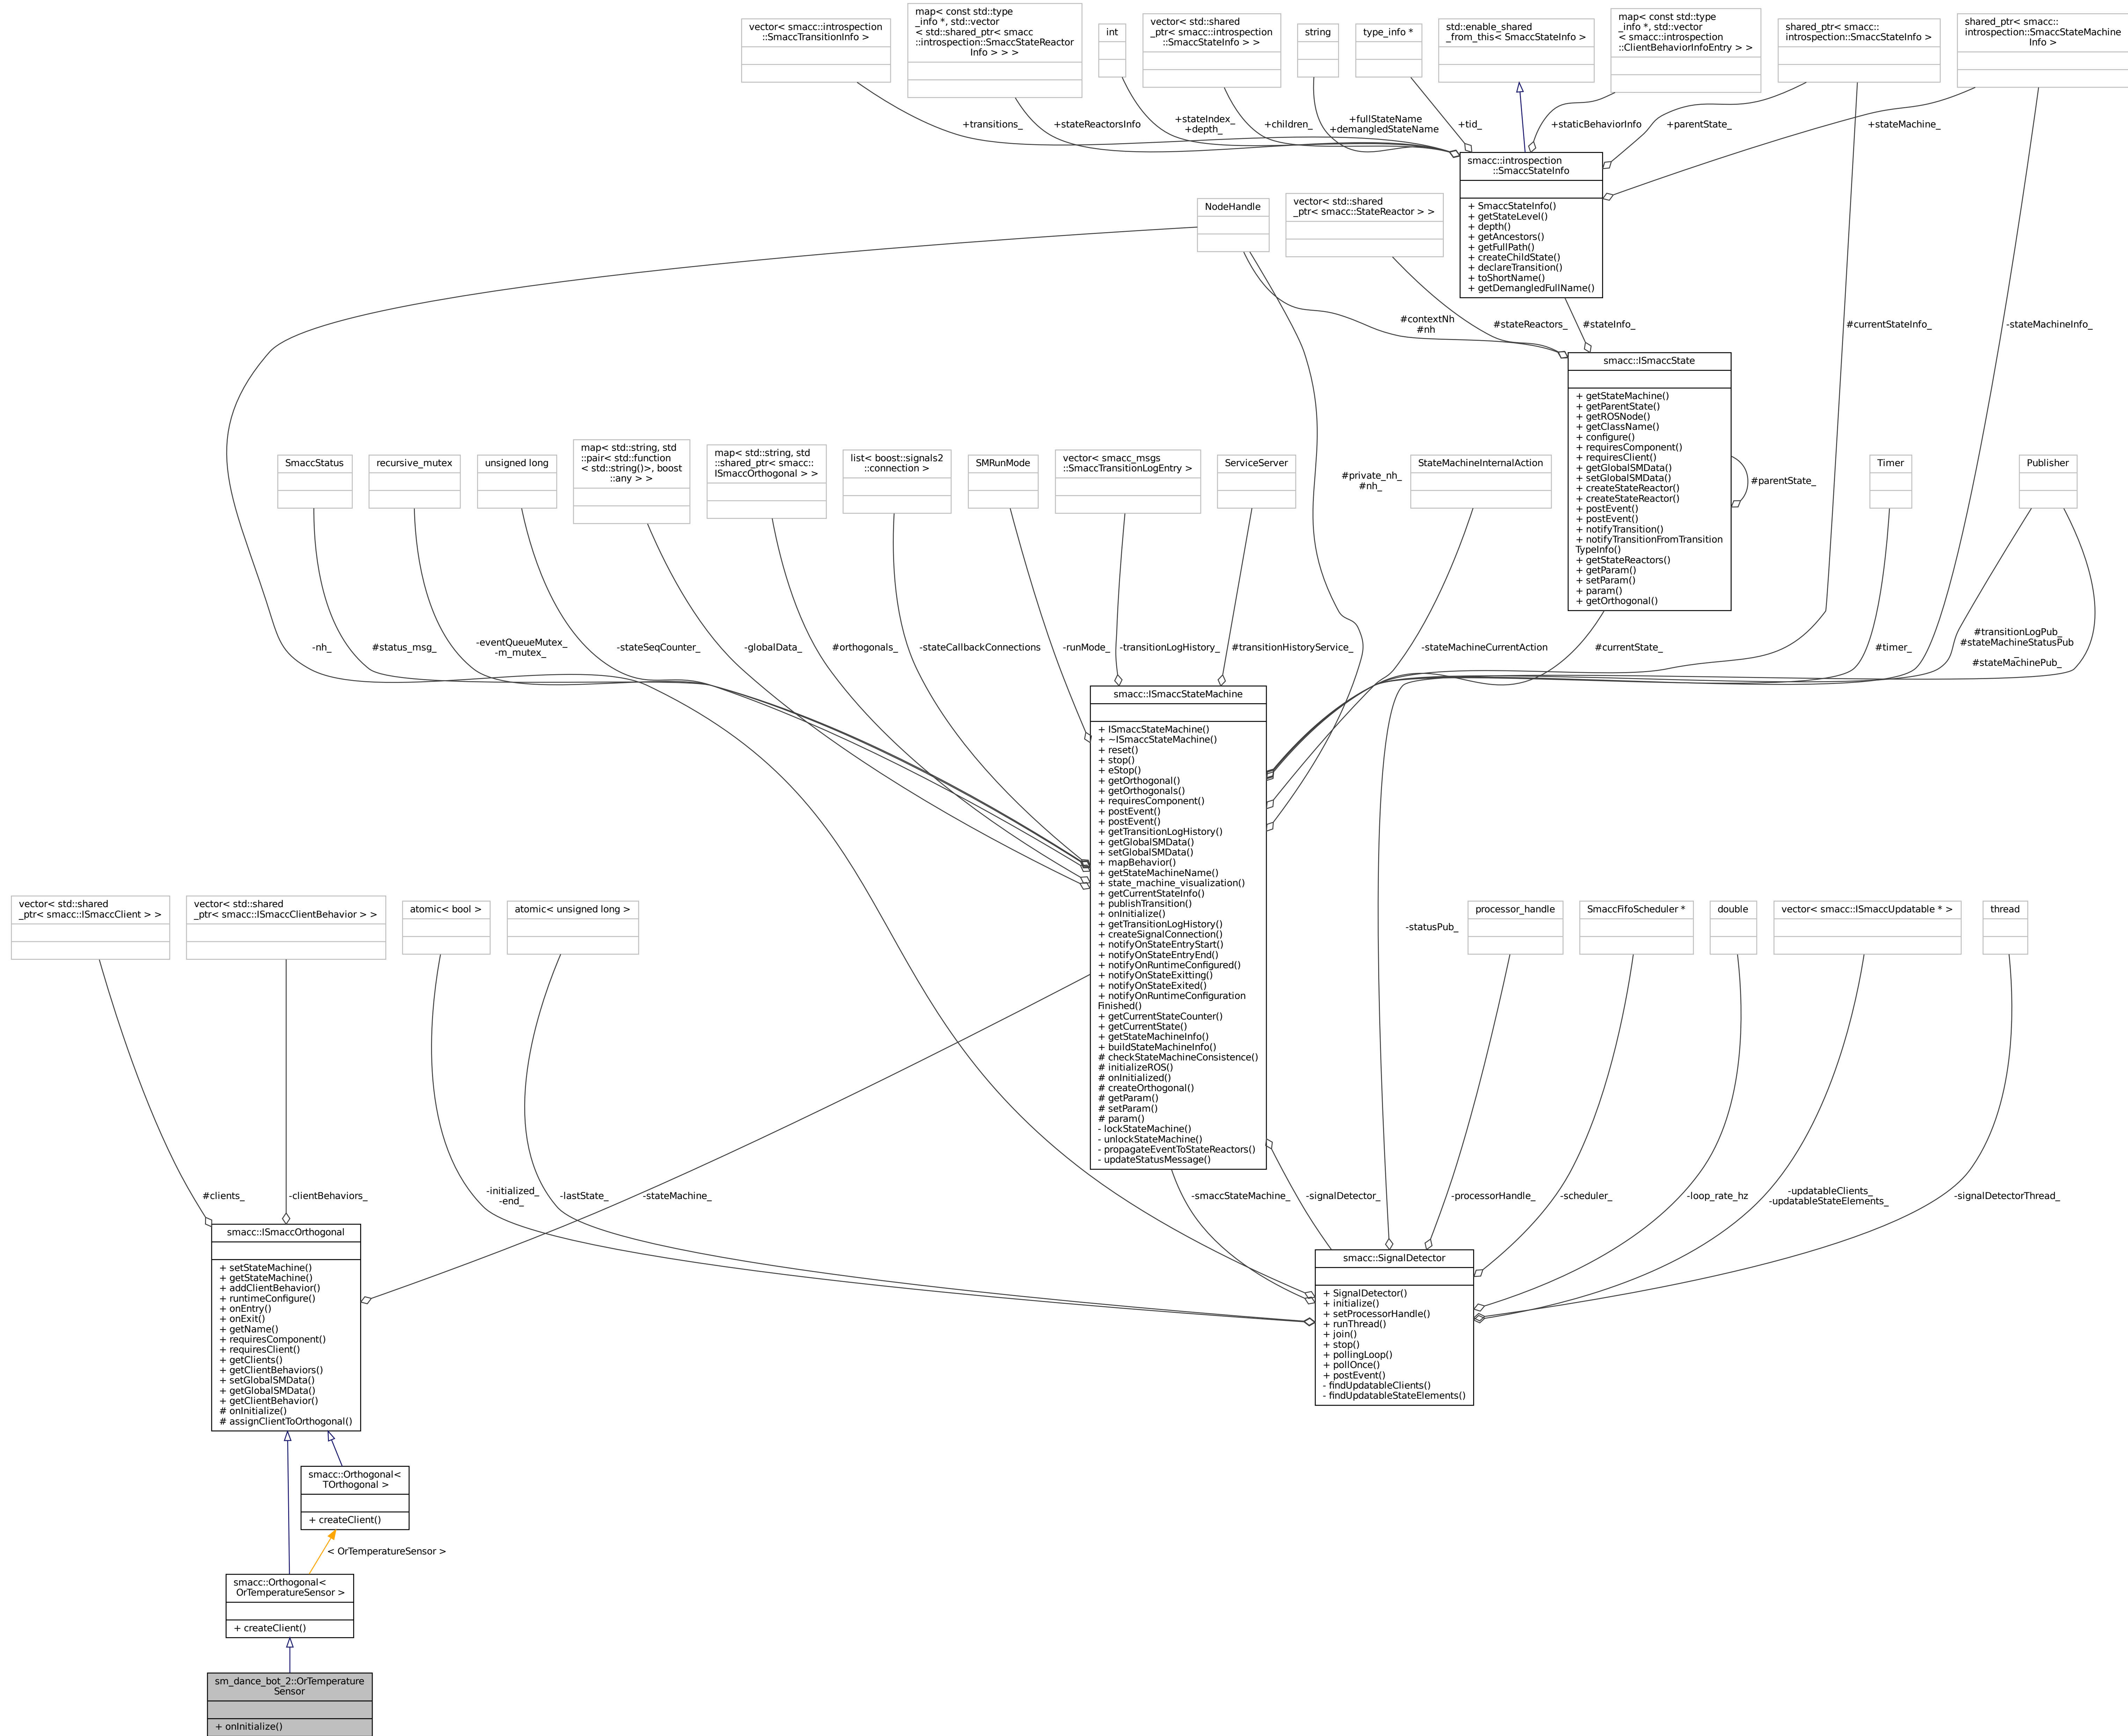 vector< smacc::introspection
::SmaccTransitionInfo >
map< const std::type
_info *, std::vector
< std::shared_ptr< smacc
::introspection::SmaccStateReactor
Info > > >
int
vector< std::shared
_ptr< smacc::introspection
::SmaccStateInfo > >
string
type_info *
std::enable_shared
_from_this< SmaccStateInfo >
map< const std::type
_info *, std::vector
< smacc::introspection
::ClientBehaviorInfoEntry > >
shared_ptr< smacc::
introspection::SmaccStateInfo >
shared_ptr< smacc::
introspection::SmaccStateMachine
Info >
+transitions_
+stateReactorsInfo
+stateIndex_
+depth_
+children_
+fullStateName
+demangledStateName
+tid_
+staticBehaviorInfo
+parentState_
+stateMachine_
smacc::introspection
::SmaccStateInfo
+ SmaccStateInfo()
+ getStateLevel()
+ depth()
+ getAncestors()
+ getFullPath()
+ createChildState()
+ declareTransition()
+ toShortName()
+ getDemangledFullName()
NodeHandle
vector< std::shared
_ptr< smacc::StateReactor > >
#contextNh
#nh
#stateReactors_
#stateInfo_
#currentStateInfo_
-stateMachineInfo_
smacc::ISmaccState
+ getStateMachine()
+ getParentState()
+ getROSNode()
+ getClassName()
+ configure()
+ requiresComponent()
+ requiresClient()
+ getGlobalSMData()
+ setGlobalSMData()
+ createStateReactor()
+ createStateReactor()
+ postEvent()
+ postEvent()
+ notifyTransition()
+ notifyTransitionFromTransition
TypeInfo()
+ getStateReactors()
+ getParam()
+ setParam()
+ param()
+ getOrthogonal()
#parentState_
SmaccStatus
recursive_mutex
unsigned long
map< std::string, std
::pair< std::function
< std::string()>, boost
::any > >
map< std::string, std
::shared_ptr< smacc::
ISmaccOrthogonal > >
list< boost::signals2
::connection >
SMRunMode
vector< smacc_msgs
::SmaccTransitionLogEntry >
ServiceServer
#private_nh_
#nh_
StateMachineInternalAction
Timer
Publisher
-nh_
#status_msg_
-eventQueueMutex_
-m_mutex_
-stateSeqCounter_
-globalData_
#orthogonals_
-stateCallbackConnections
-runMode_
-transitionLogHistory_
#transitionHistoryService_
-stateMachineCurrentAction
#currentState_
#timer_
#transitionLogPub_
#stateMachineStatusPub
_
#stateMachinePub_
smacc::ISmaccStateMachine
+ ISmaccStateMachine()
+ ~ISmaccStateMachine()
+ reset()
+ stop()
+ eStop()
+ getOrthogonal()
+ getOrthogonals()
+ requiresComponent()
+ postEvent()
+ postEvent()
+ getTransitionLogHistory()
+ getGlobalSMData()
+ setGlobalSMData()
+ mapBehavior()
+ getStateMachineName()
+ state_machine_visualization()
+ getCurrentStateInfo()
+ publishTransition()
+ onInitialize()
+ getTransitionLogHistory()
+ createSignalConnection()
+ notifyOnStateEntryStart()
+ notifyOnStateEntryEnd()
+ notifyOnRuntimeConfigured()
+ notifyOnStateExitting()
+ notifyOnStateExited()
+ notifyOnRuntimeConfiguration
Finished()
+ getCurrentStateCounter()
+ getCurrentState()
+ getStateMachineInfo()
+ buildStateMachineInfo()
# checkStateMachineConsistence()
# initializeROS()
# onInitialized()
# createOrthogonal()
# getParam()
# setParam()
# param()
- lockStateMachine()
- unlockStateMachine()
- propagateEventToStateReactors()
- updateStatusMessage()
vector< std::shared
_ptr< smacc::ISmaccClient > >
vector< std::shared
_ptr< smacc::ISmaccClientBehavior > >
atomic< bool >
atomic< unsigned long >
-statusPub_
processor_handle
SmaccFifoScheduler *
double
vector< smacc::ISmaccUpdatable * >
thread
#clients_
-clientBehaviors_
-initialized_
-end_
-lastState_
-stateMachine_
-smaccStateMachine_
-signalDetector_
-processorHandle_
-scheduler_
-loop_rate_hz
-updatableClients_
-updatableStateElements_
-signalDetectorThread_
smacc::ISmaccOrthogonal
+ setStateMachine()
+ getStateMachine()
+ addClientBehavior()
+ runtimeConfigure()
+ onEntry()
+ onExit()
+ getName()
+ requiresComponent()
+ requiresClient()
+ getClients()
+ getClientBehaviors()
+ setGlobalSMData()
+ getGlobalSMData()
+ getClientBehavior()
# onInitialize()
# assignClientToOrthogonal()
smacc::SignalDetector
+ SignalDetector()
+ initialize()
+ setProcessorHandle()
+ runThread()
+ join()
+ stop()
+ pollingLoop()
+ pollOnce()
+ postEvent()
- findUpdatableClients()
- findUpdatableStateElements()
smacc::Orthogonal<
TOrthogonal >
+ createClient()
< OrTemperatureSensor >
smacc::Orthogonal<
OrTemperatureSensor >
+ createClient()
sm_dance_bot_2::OrTemperature
Sensor
+ onInitialize()